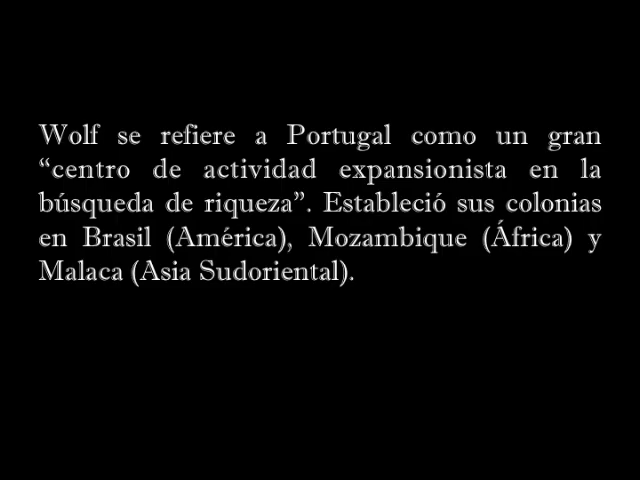 Wolf se refiere a Portugal como un gran
“centro de actividad expansionista en la
búsqueda de riqueza”. Estableció sus colonias
en Brasil (América), Mozambique (África) y
Malaca (Asia Sudoriental).